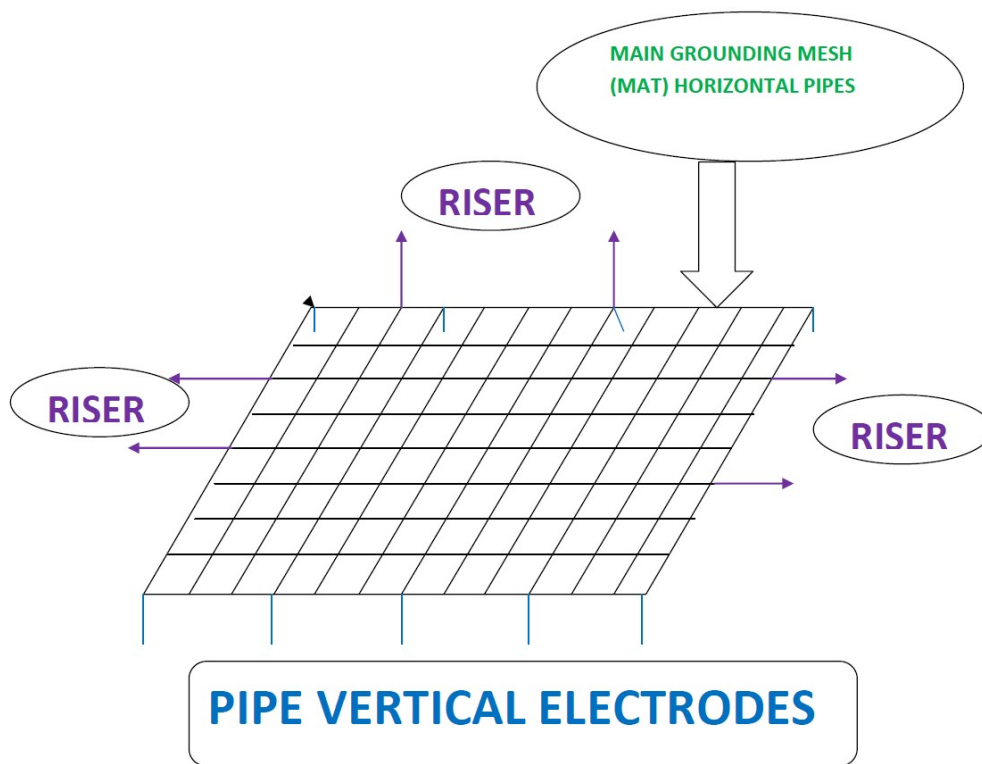 MAIN GROUNDING MESH
(MAT) HORIZONTAL PIPES
RISER
RISER
RISER
PIPE VERTICAL ELECTRODES